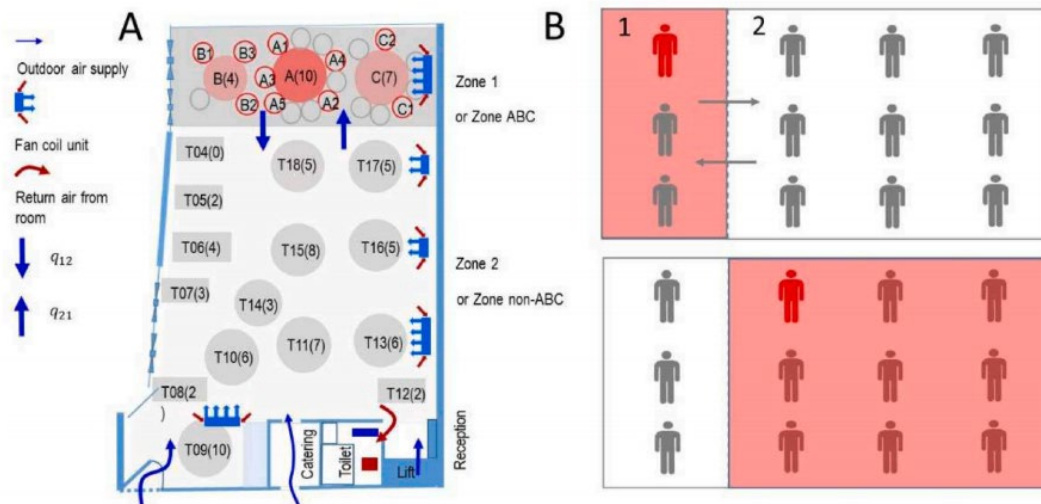 A
Outdoor air supply
Fan coil unit
Return air from
room
q₁₂
q₂₁
B1
B3
A1
C2
A4
B(4)
A3
A(10)
C(7)
B2
A5
A2
C1
Zone 1
or Zone ABC
T04(0)
T18(5)
T17(5)
T05(2)
T06(4)
T15(8)
T16(5)
Zone 2
or Zone non-ABC
T07(3)
T14(3)
T10(6)
T11(7)
T13(6)
T08(2
)
T12(2)
T09(10)
Catering
Toilet
Lift
Reception
B
1
2